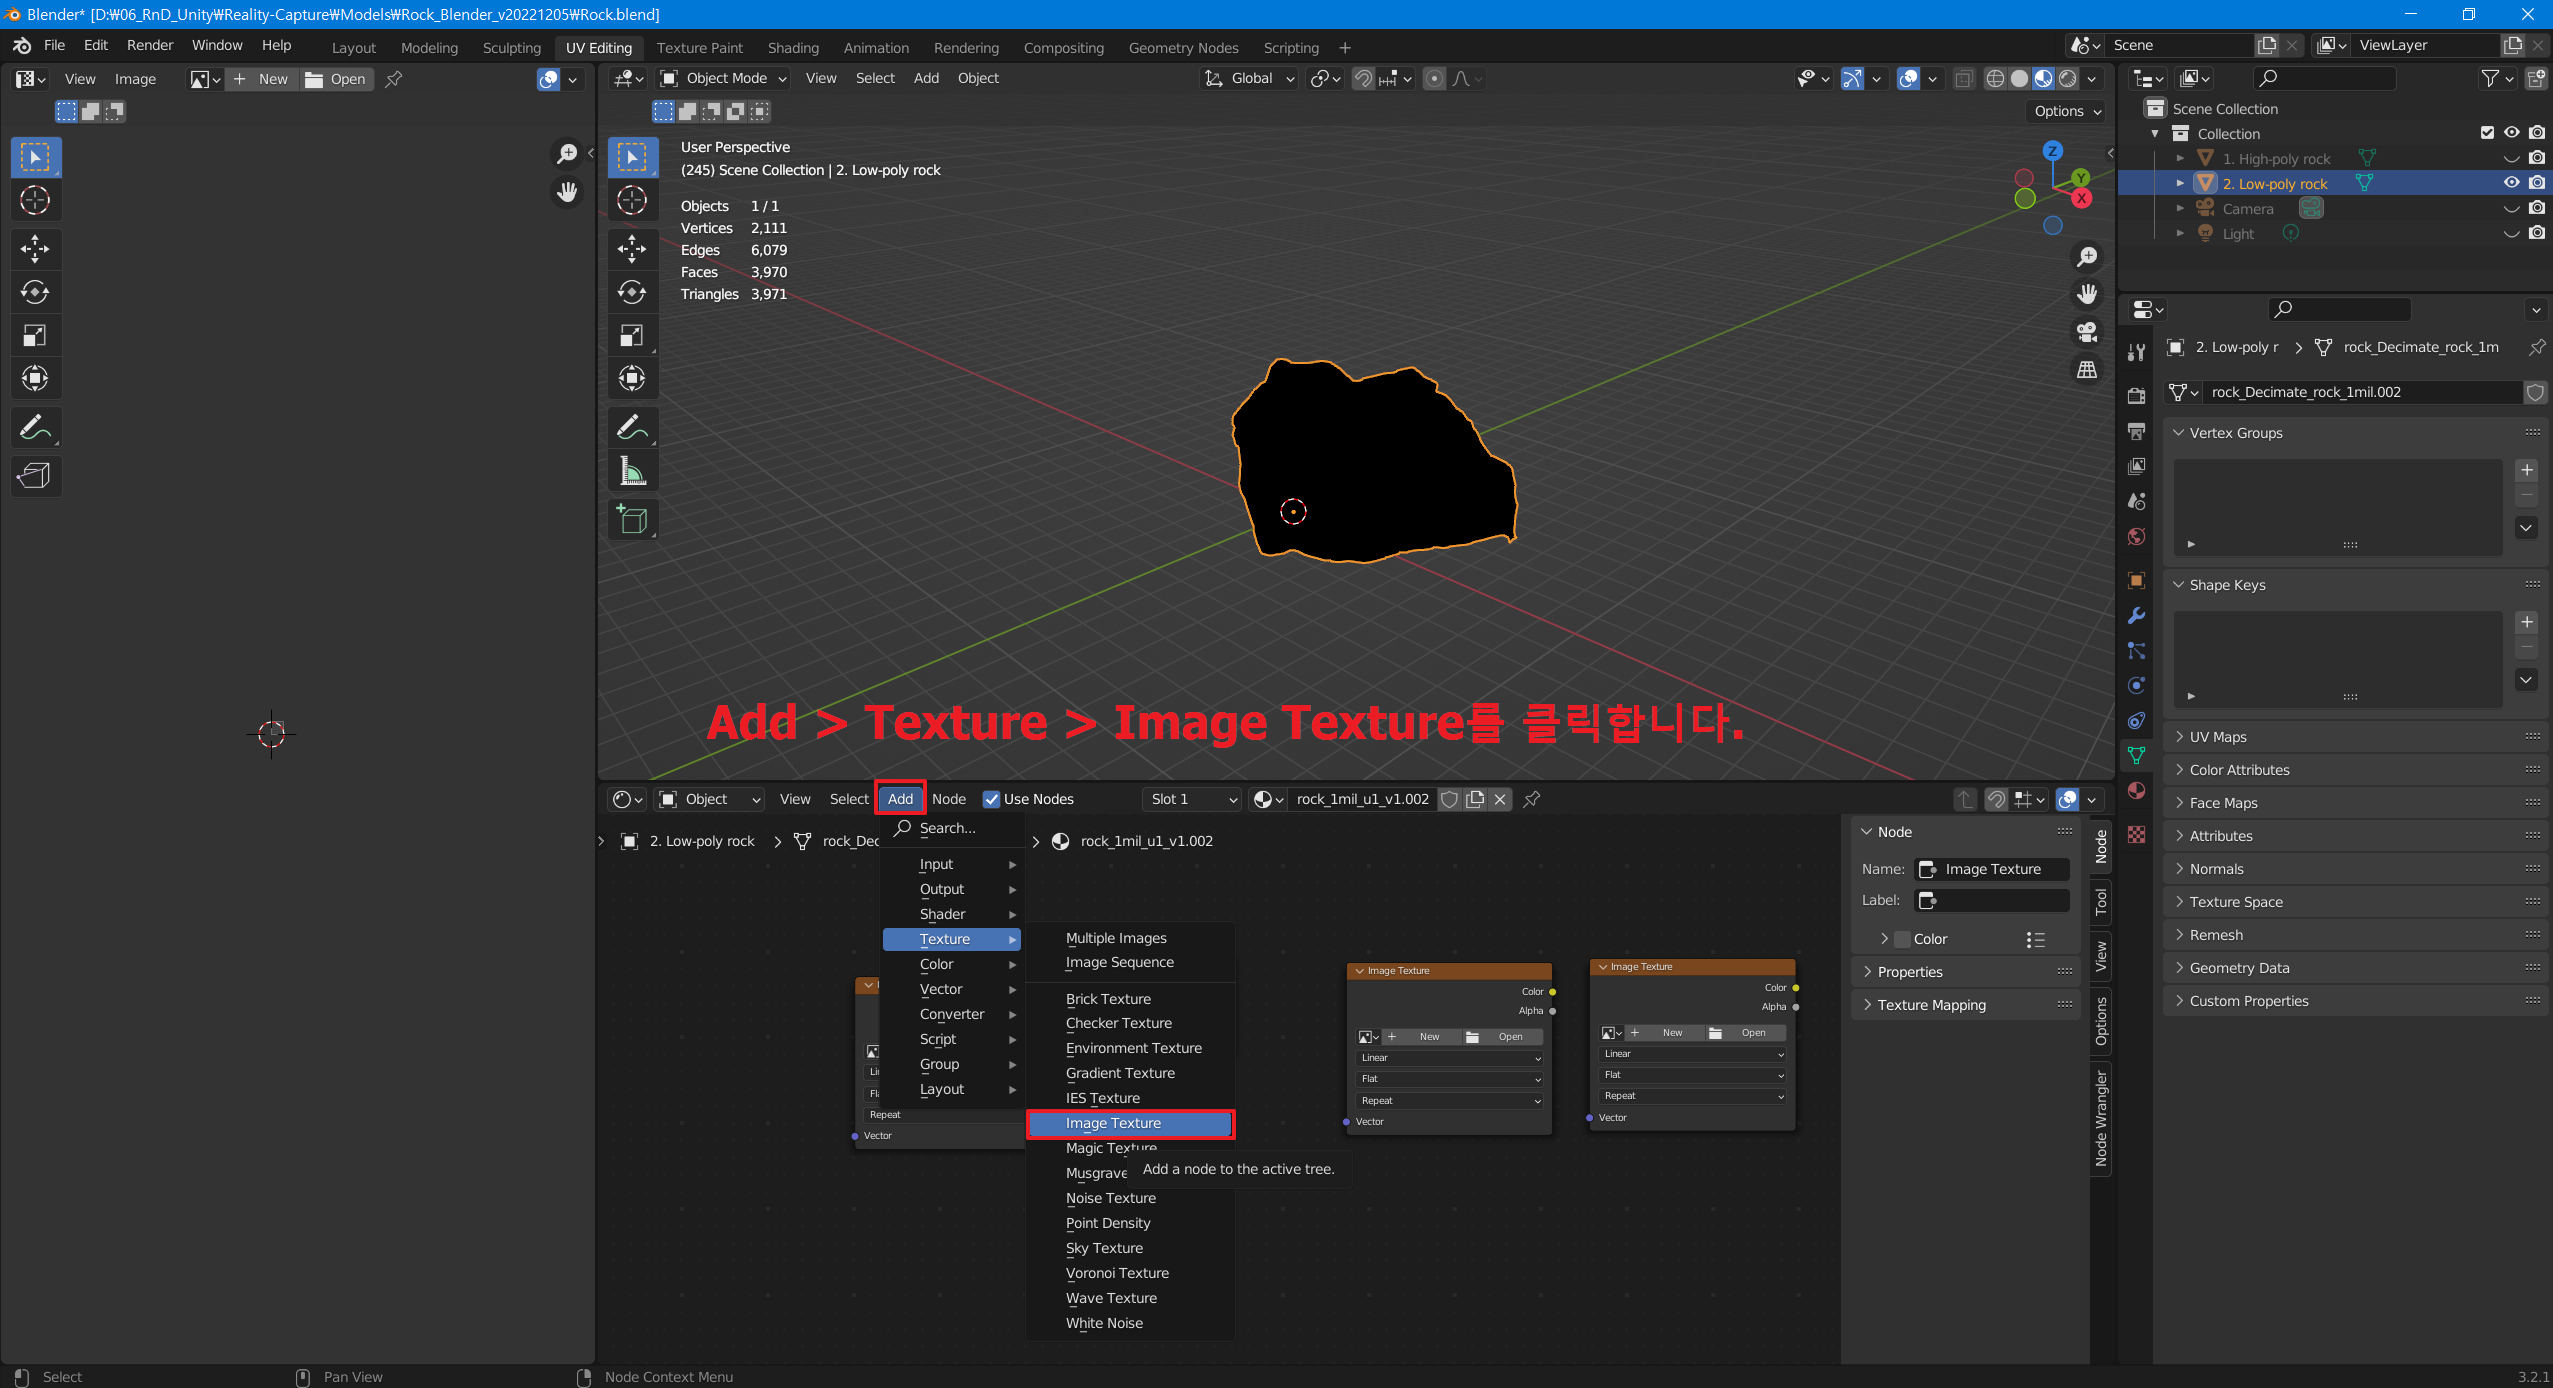 Blender* [D:₩06_RnD_Unity₩Reality-Capture₩Models₩Rock_Blender_v20221205₩Rock.blend]
File Edit Render Window Help Layout Modeling Sculpting UV Editing Texture Paint Shading Animation Rendering Compositing Geometry Nodes Scripting + Scene ViewLayer
View Image New Open
Object Mode View Select Add Object Global
Options
User Perspective
(245) Scene Collection | 2. Low-poly rock
Objects 1 / 1
Vertices 2,111
Edges 6,079
Faces 3,970
Triangles 3,971
Z
Y
X
Add > Texture > Image Texture를 클릭합니다.
Scene Collection
Collection
1. High-poly rock
2. Low-poly rock
Camera
Light
2. Low-poly r > rock_Decimate_rock_1m
rock_Decimate_rock_1mil.002
Vertex Groups
Shape Keys
UV Maps
Color Attributes
Face Maps
Attributes
Normals
Texture Space
Remesh
Geometry Data
Custom Properties
Object View Select Add Node Use Nodes Slot 1 rock_1mil_u1_v1.002
2. Low-poly rock > rock_Dec > rock_1mil_u1_v1.002
Search...
Input
Output
Shader
Texture
Color
Vector
Converter
Script
Group
Layout
Multiple Images
Image Sequence
Brick Texture
Checker Texture
Environment Texture
Gradient Texture
IES Texture
Image Texture
Magic Texture
Musgrave
Noise Texture
Point Density
Sky Texture
Voronoi Texture
Wave Texture
White Noise
Add a node to the active tree.
Repeat
Vector
Image Texture
Color
Alpha
New Open
Linear
Flat
Repeat
Vector
Image Texture
Color
Alpha
New Open
Linear
Flat
Repeat
Vector
Node
Name: Image Texture
Label:
Color
Properties
Texture Mapping
Node
Tool
View
Options
Node Wrangler
Select Pan View Node Context Menu 3.2.1